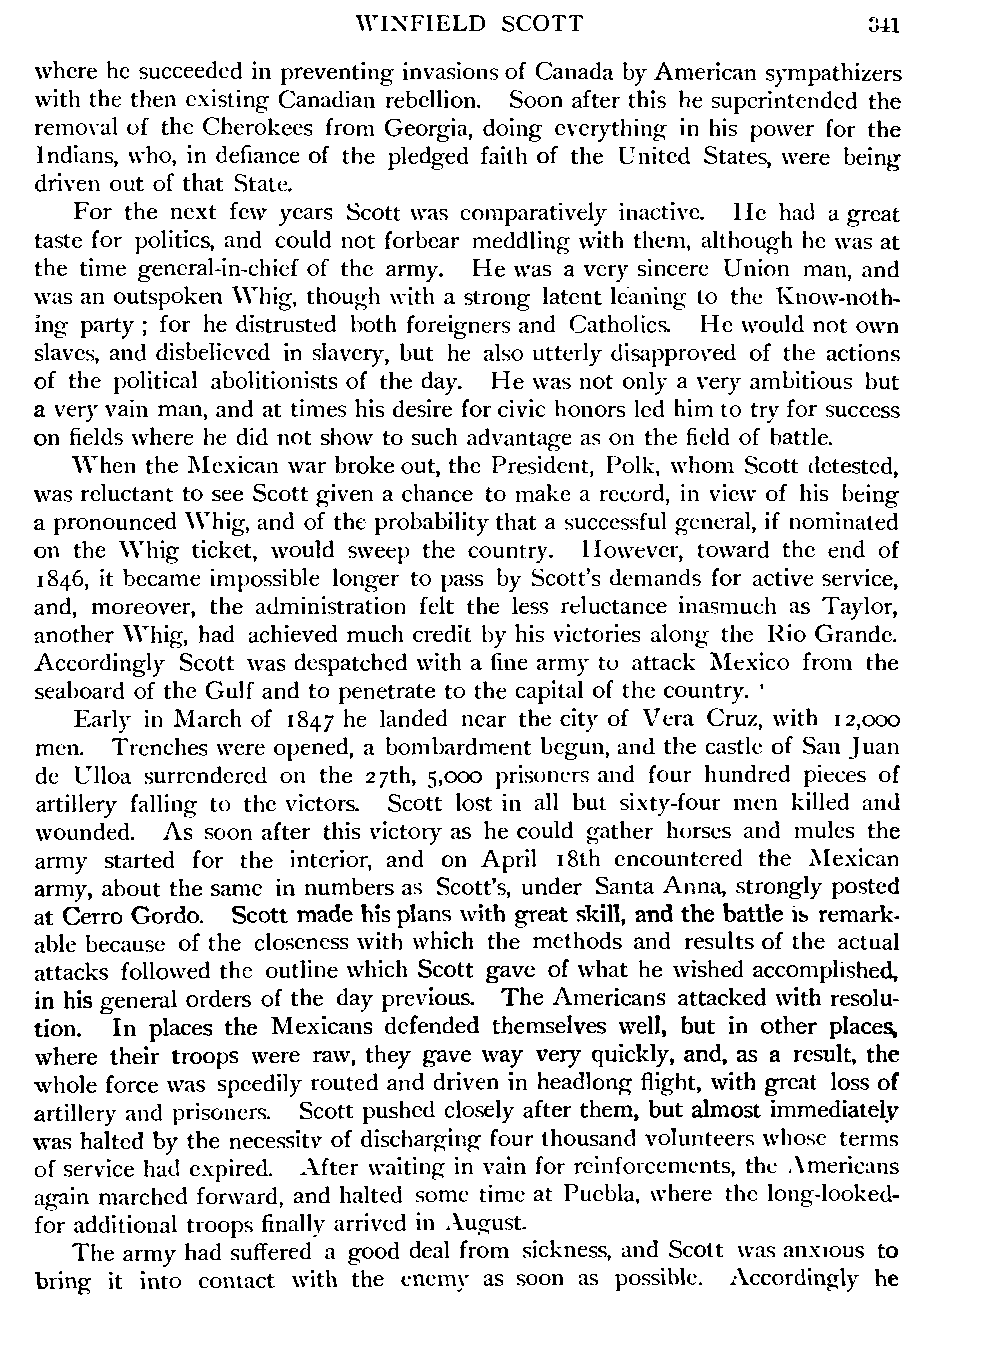 WINFIELD SCOTT 341
where he succeeded in preventing invasions of Canada by American sympathizers
with the then existing Canadian rebellion. Soon after this he superintended the
removal of the Cherokees from Georgia, doing everything in his power for the
Indians, who, in defiance of the pledged faith of the United States, were being
driven out of that State.
For the next few years Scott was comparatively inactive. He had a great
taste for politics, and could not forbear meddling with them, although he was at
the time general-in-chief of the army. He was a very sincere Union man, and
was an outspoken Whig, though with a strong latent leaning to the Know-noth-
ing party; for he distrusted both foreigners and Catholics. He would not own
slaves, and disbelieved in slavery, but he also utterly disapproved of the actions
of the political abolitionists of the day. He was not only a very ambitious but
a very vain man, and at times his desire for civic honors led him to try for success
on fields where he did not show to such advantage as on the field of battle.
When the Mexican war broke out, the President, Polk, whom Scott detested,
was reluctant to see Scott given a chance to make a record, in view of his being
a pronounced Whig, and of the probability that a successful general, if nominated
on the Whig ticket, would sweep the country. However, toward the end of
1846, it became impossible longer to pass by Scott's demands for active service,
and, moreover, the administration felt the less reluctance inasmuch as Taylor,
another Whig, had achieved much credit by his victories along the Rio Grande.
Accordingly Scott was despatched with a fine army to attack Mexico from the
seaboard of the Gulf and to penetrate to the capital of the country.
Early in March of 1847 he landed near the city of Vera Cruz, with 12,000
men. Trenches were opened, a bombardment begun, and the castle of San Juan
de Ulloa surrendered on the 27th, 5,000 prisoners and four hundred pieces of
artillery falling to the victors. Scott lost in all but sixty-four men killed and
wounded. As soon after this victory as he could gather horses and mules the
army started for the interior, and on April 18th encountered the Mexican
army, about the same in numbers as Scott's, under Santa Anna, strongly posted
at Cerro Gordo. Scott made his plans with great skill, and the battle is remark-
able because of the closeness with which the methods and results of the actual
attacks followed the outline which Scott gave of what he wished accomplished,
in his general orders of the day previous. The Americans attacked with resolu-
tion. In places the Mexicans defended themselves well, but in other places,
where their troops were raw, they gave way very quickly, and, as a result, the
whole force was speedily routed and driven in headlong flight, with great loss of
artillery and prisoners. Scott pushed closely after them, but almost immediately
was halted by the necessity of discharging four thousand volunteers whose terms
of service had expired. After waiting in vain for reinforcements, the Americans
again marched forward, and halted some time at Puebla, where the long-looked-
for additional troops finally arrived in August.
The army had suffered a good deal from sickness, and Scott was anxious to
bring it into contact with the enemy as soon as possible. Accordingly he